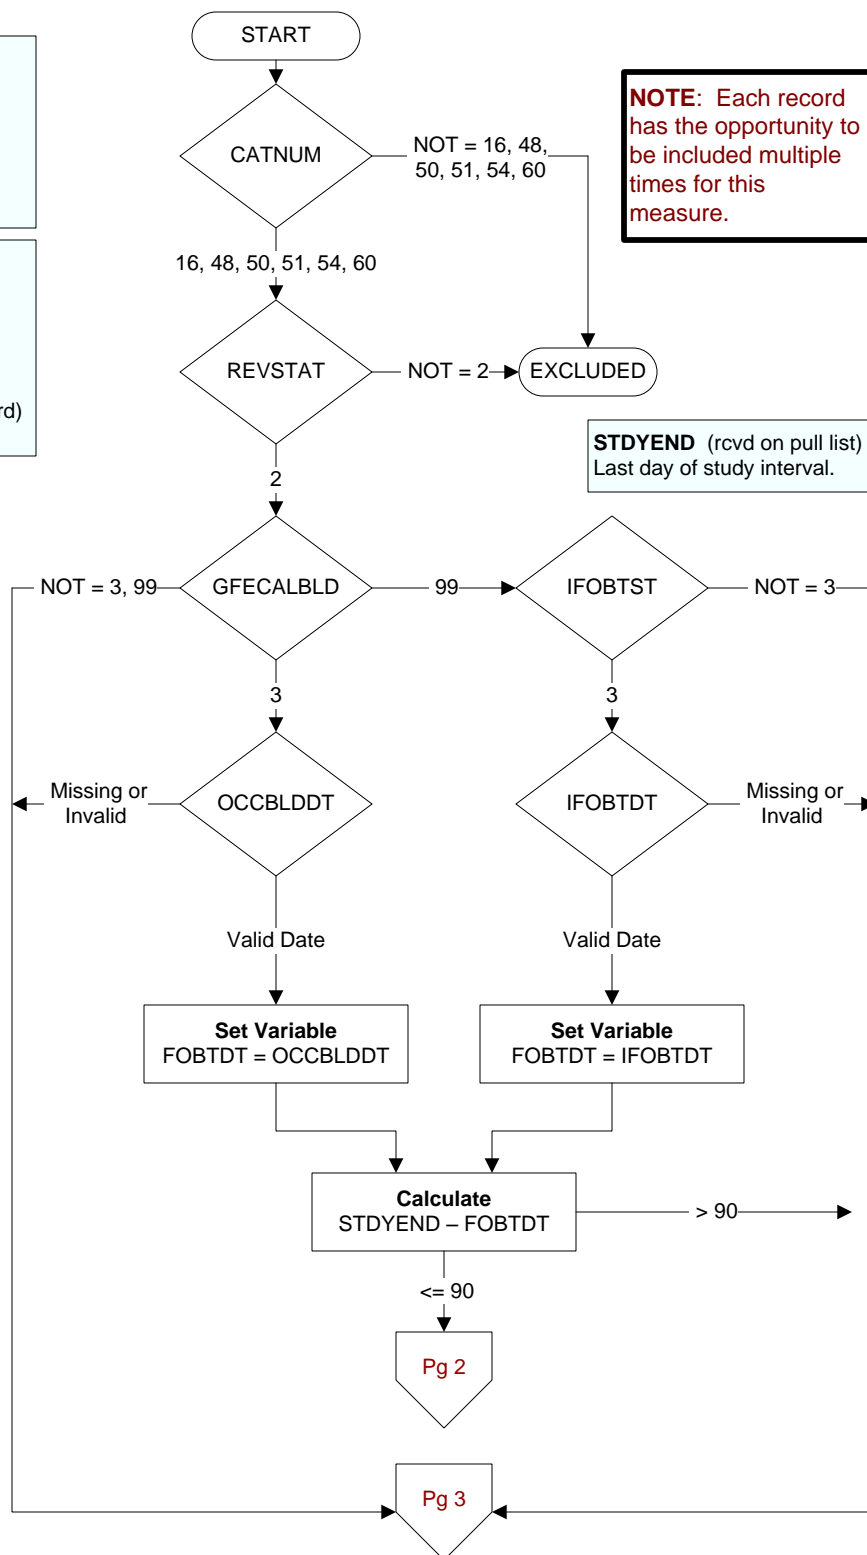 START
CATNUM
NOT = 16, 48,
50, 51, 54, 60
NOTE: Each record
has the opportunity to
be included multiple
times for this
measure.
16, 48, 50, 51, 54, 60
REVSTAT
NOT = 2
EXCLUDED
rd)
STDYEND (rcvd on pull list)
Last day of study interval.
2
NOT = 3, 99
GFECALBLD
99
IFOBTST
NOT = 3
3
3
Missing or
Invalid
OCCBLDDT
IFOBTDT
Missing or
Invalid
Valid Date
Valid Date
Set Variable
FOBTDT = OCCBLDDT
Set Variable
FOBTDT = IFOBTDT
Calculate
STDYEND – FOBTDT
> 90
<= 90
Pg 2
Pg 3